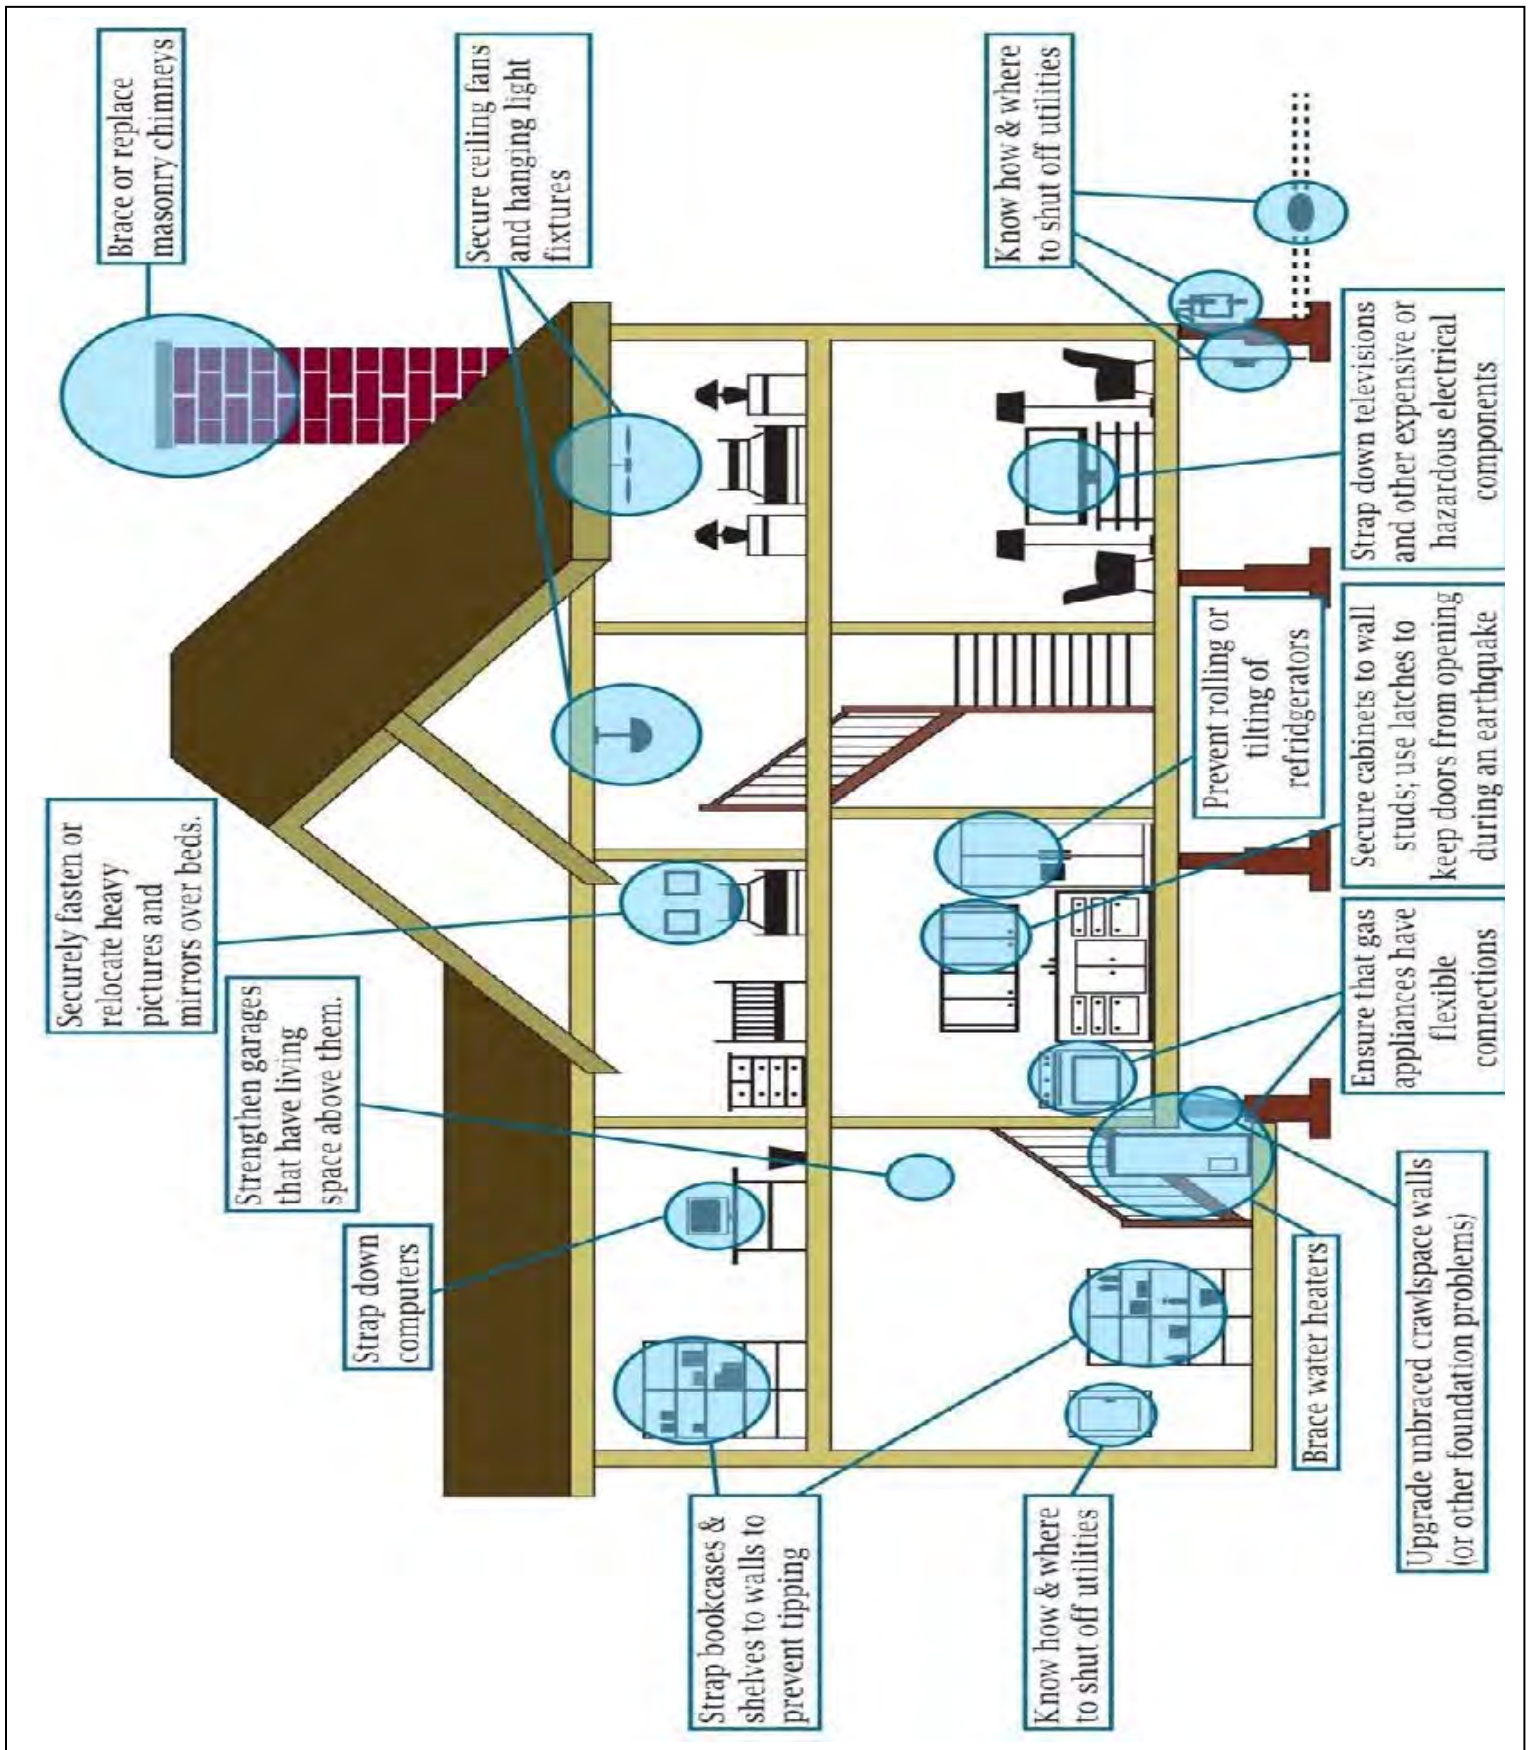 Securely fasten or
relocate heavy
pictures and
mirrors over beds.
Brace or replace
masonry chimneys
Strengthen garages
that have living
space above them.
Strap down
computers
Secure ceiling fans
and hanging light
fixtures
Strap bookcases &
shelves to walls to
prevent tipping
Know how & where
to shut off utilities
Know how & where
to shut off utilities
Prevent rolling or
tilting of
refridgerators
Brace water heaters
Upgrade unbraced crawlspace walls
(or other foundation problems)
Ensure that gas
appliances have
flexible
connections
Secure cabinets to wall
studs; use latches to
keep doors from opening
during an earthquake
Strap down televisions
and other expensive or
hazardous electrical
components